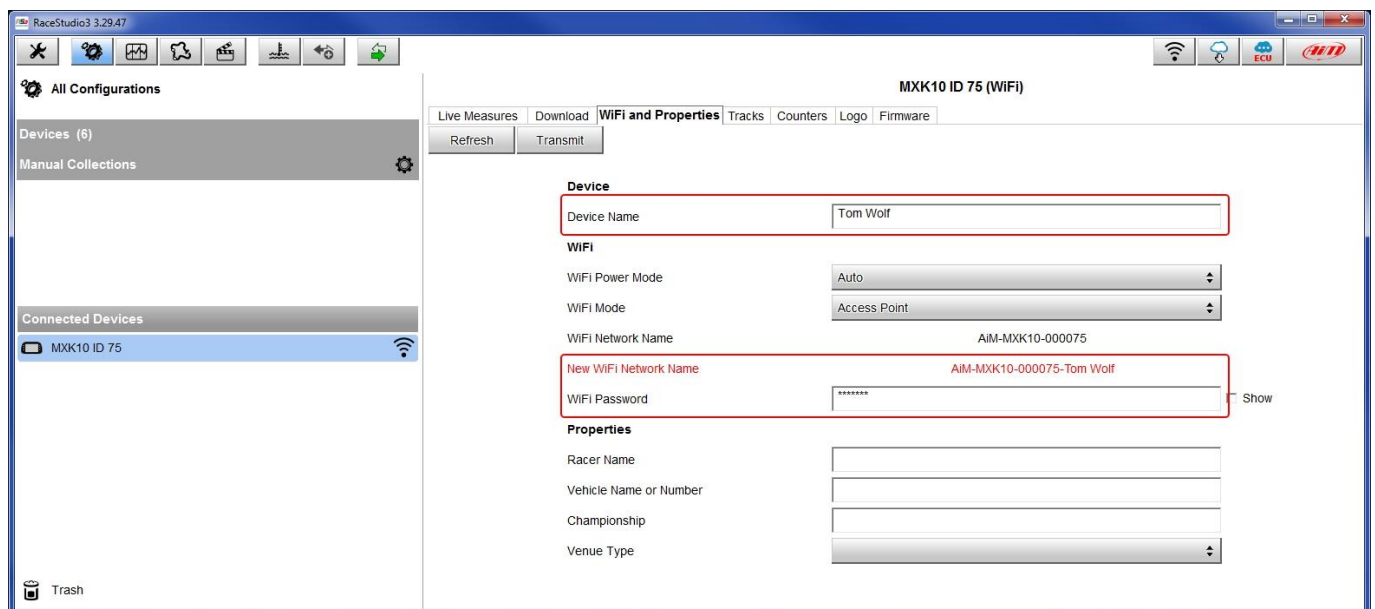 RaceStudio3 3.29.47
ECU
AiM
All Configurations
MXK10 ID 75 (WiFi)
Live Measures Download WiFi and Properties Tracks Counters Logo Firmware
Devices (6)
Refresh Transmit
Manual Collections
Device
Device Name Tom Wolf
WiFi
WiFi Power Mode Auto
WiFi Mode Access Point
Connected Devices
WiFi Network Name AiM-MXK10-000075
MXK10 ID 75
New WiFi Network Name AiM-MXK10-000075-Tom Wolf
WiFi Password ******* Show
Properties
Racer Name
Vehicle Name or Number
Championship
Venue Type
Trash